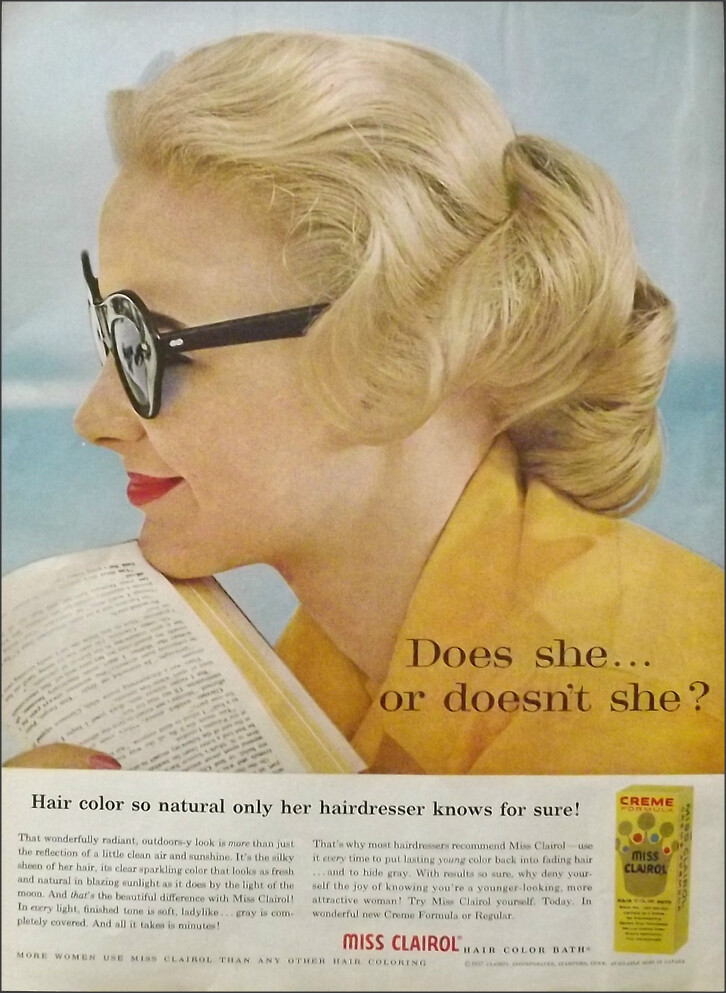 Does she...
or doesn't she?
Hair color so natural only her hairdresser knows for sure!
That wonderfully radiant, outdoors-y look is more than just
the reflection of a little clean air and sunshine. It's the silky
sheen of her hair, its clear sparkling color that looks as fresh
and natural in blazing sunlight as it does by the light of the
moon. And that's the beautiful difference with Miss Clairol!
In every light, finished tone is soft, ladylike... gray is com-
pletely covered. And all it takes is minutes!
That's why most hairdressers recommend Miss Clairol—use
it every time to put lasting young color back into fading hair
...and to hide gray. With results so sure, why deny your-
self the joy of knowing you're a younger-looking, more
attractive woman! Try Miss Clairol yourself. Today. In
wonderful new Creme Formula or Regular.
MISS CLAIROL® HAIR COLOR BATH*
MORE WOMEN USE MISS CLAIROL THAN ANY OTHER HAIR COLORING
CREME
FORMULA
MISS
CLAIROL
HAIR COLOR BATH
MISS CLAIROL